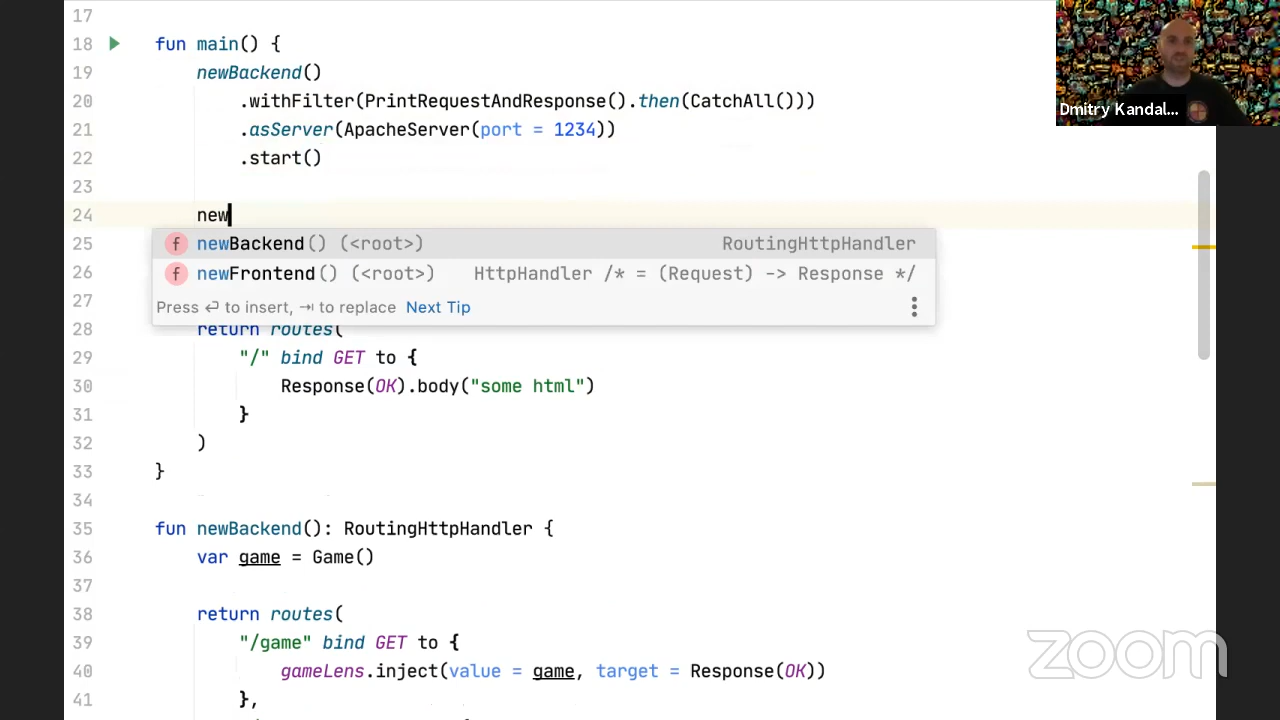 17
18 fun main() {
19 newBackend()
20 .withFilter(PrintRequestAndResponse().then(CatchAll()))
21 .asServer(ApacheServer(port = 1234))
22 .start()
23
24 new
25 f newBackend() (<root>) RoutingHttpHandler
26 f newFrontend() (<root>) HttpHandler /* = (Request) -> Response */
27 Press ⏎ to insert, ⇥ to replace Next Tip
28 return routes(
29 "/" bind GET to {
30 Response(OK).body("some html")
31 }
32 )
33 }
34
35 fun newBackend(): RoutingHttpHandler {
36 var game = Game()
37
38 return routes(
39 "/game" bind GET to {
40 gameLens.inject(value = game, target = Response(OK))
41 },
Dmitry Kandal...
zoom